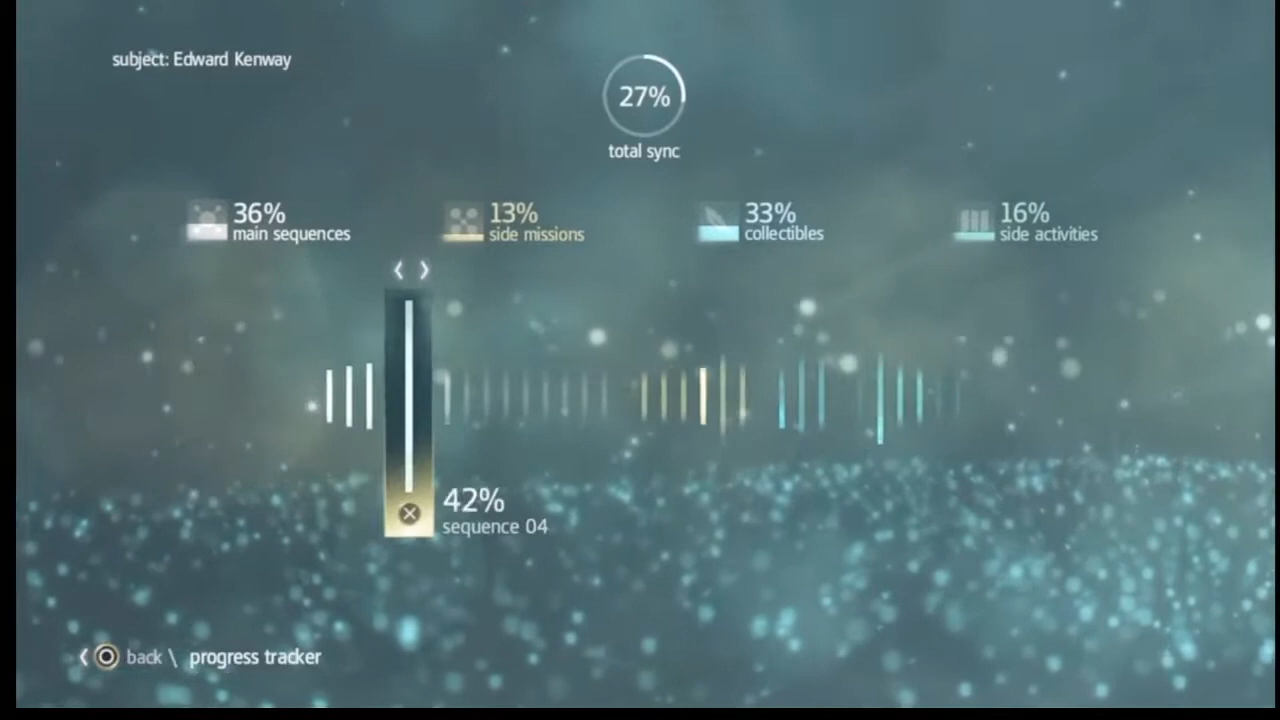 subject: Edward Kenway
27%
total sync
36%
main sequences
13%
side missions
33%
collectibles
16%
side activities
42%
sequence 04
back \ progress tracker